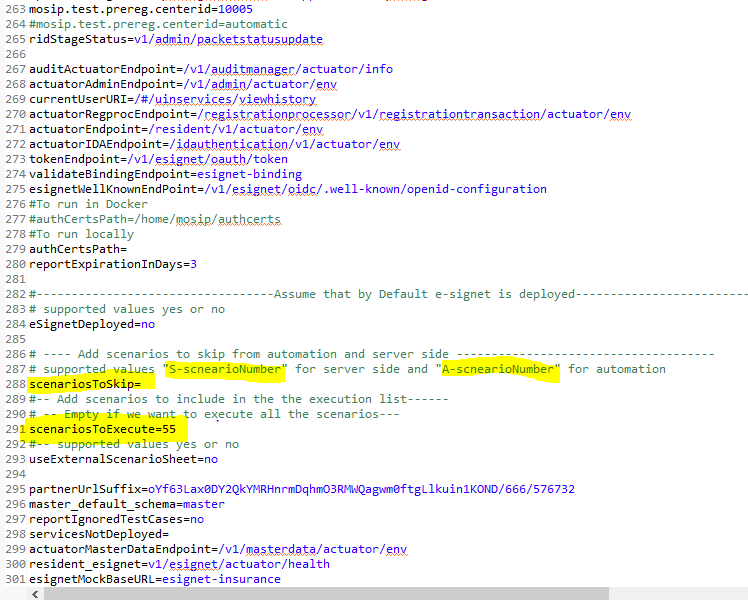 263 mosip.test.prereg.centerid=10005
264 #mosip.test.prereg.centerid=automatic
265 ridStageStatus=v1/admin/packetstatusupdate
266
267 auditActuatorEndpoint=/v1/auditmanager/actuator/info
268 actuatorAdminEndpoint=/v1/admin/actuator/env
269 currentUserURI=/#/uinservices/viewhistory
270 actuatorRegprocEndpoint=/registrationprocessor/v1/registrationtransaction/actuator/env
271 actuatorEndpoint=/resident/v1/actuator/env
272 actuatorIDAEndpoint=/idauthentication/v1/actuator/env
273 tokenEndpoint=/v1/esignet/oauth/token
274 validateBindingEndpoint=esignet-binding
275 esignetWellKnownEndPoint=/v1/esignet/oidc/.well-known/openid-configuration
276 #To run in Docker
277 #authCertsPath=/home/mosip/authcerts
278 #To run locally
279 authCertsPath=
280 reportExpirationInDays=3
281
282 #----------------------------------Assume that by Default e-signet is deployed-------------------------
283 # supported values yes or no
284 eSignetDeployed=no
285
286 # ---- Add scenarios to skip from automation and server side -------------------------------------
287 # supported values "S-scnearioNumber" for server side and "A-scnearioNumber" for automation
288 scenariosToSkip=
289 #-- Add scenarios to include in the the execution list------
290 # -- Empty if we want to execute all the scenarios---
291 scenariosToExecute=55
292 #-- supported values yes or no
293 useExternalScenarioSheet=no
294
295 partnerUrlSuffix=oYf63Lax0DY2QkYMRHnrmDqhmO3RMWQagwm0ftgLlkuin1KOND/666/576732
296 master_default_schema=master
297 reportIgnoredTestCases=no
298 servicesNotDeployed=
299 actuatorMasterDataEndpoint=/v1/masterdata/actuator/env
300 resident_esignet=v1/esignet/actuator/health
301 esignetMockBaseURL=esignet-insurance